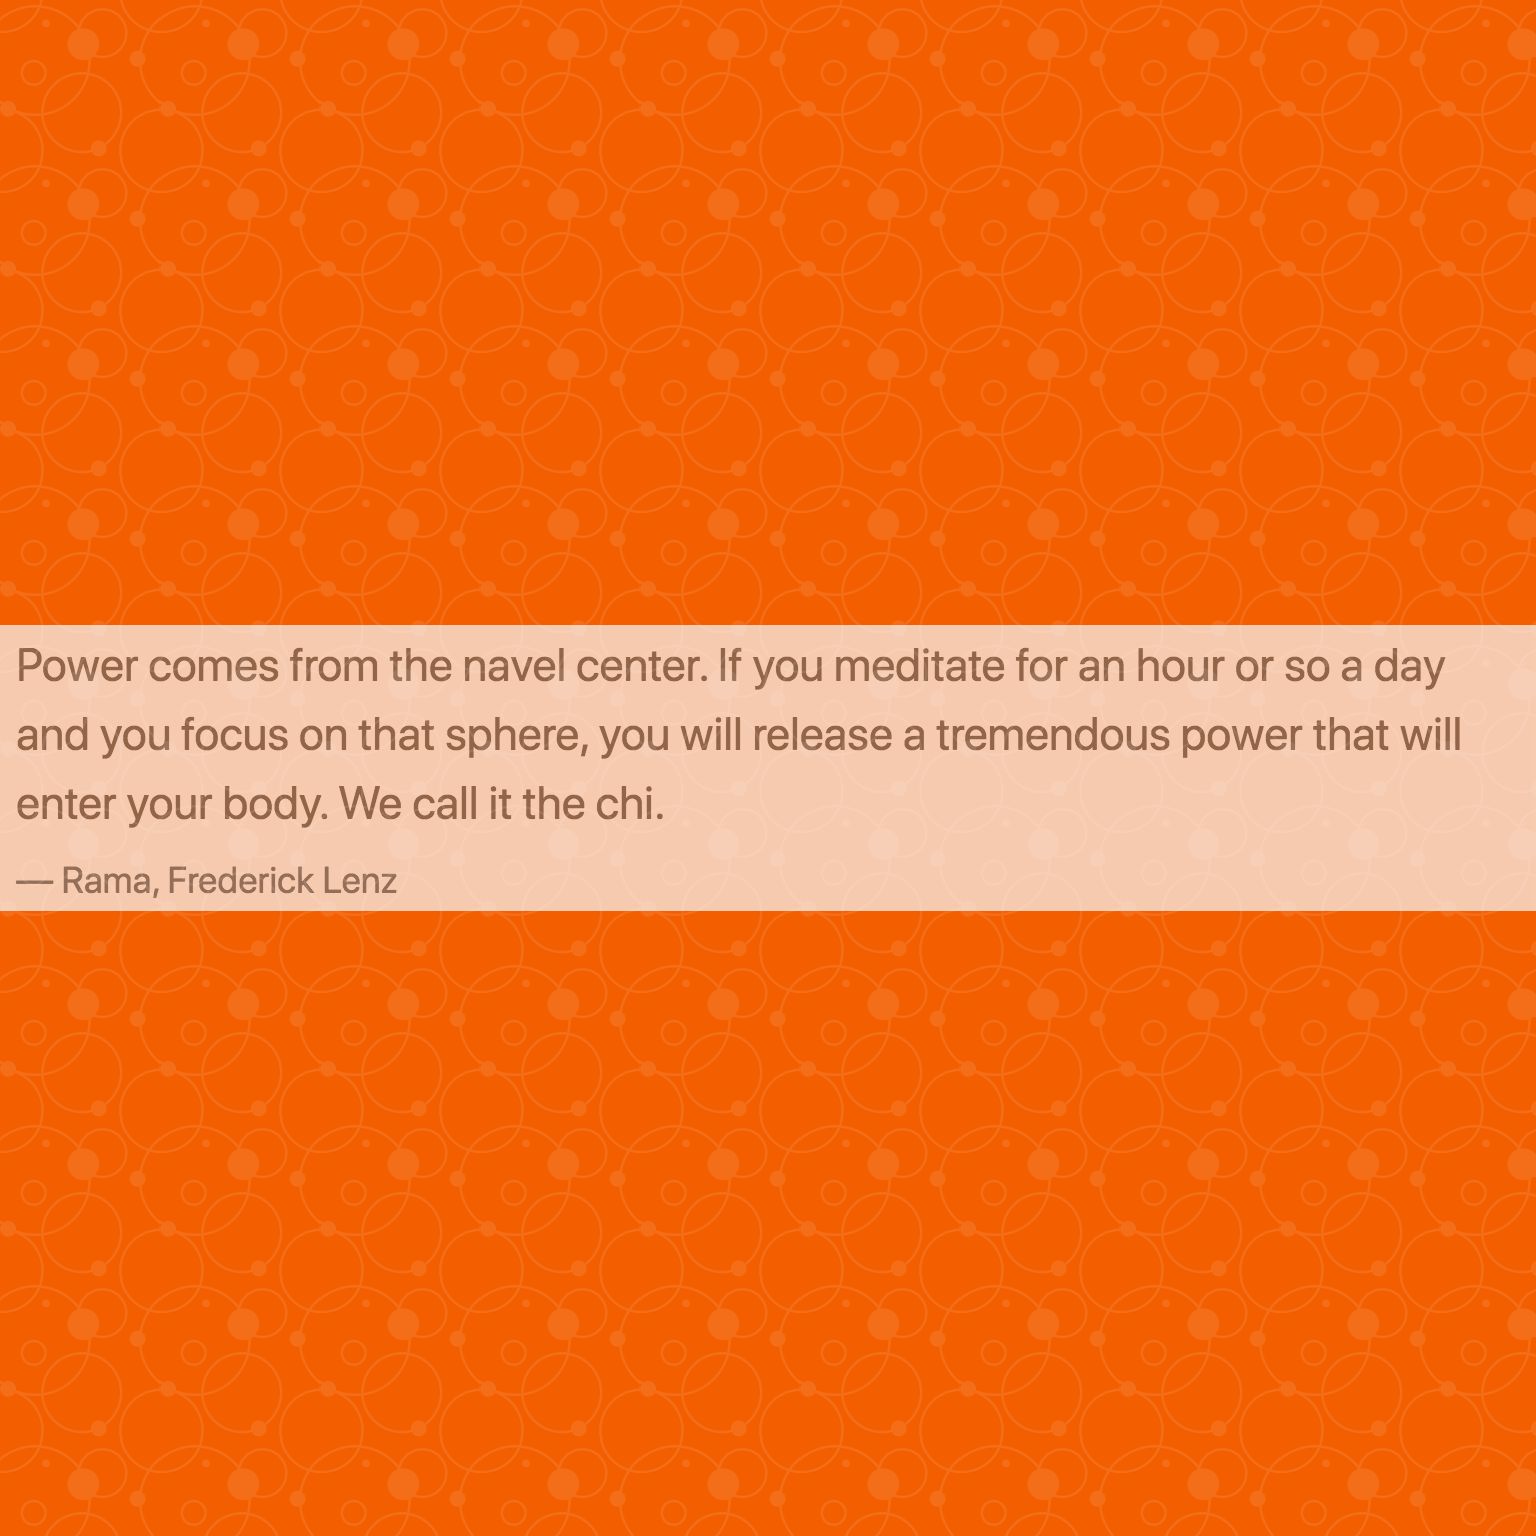 Power comes from the navel center. If you meditate for an hour or so a day
and you focus on that sphere, you will release a tremendous power that will
enter your body. We call it the chi.
— Rama, Frederick Lenz